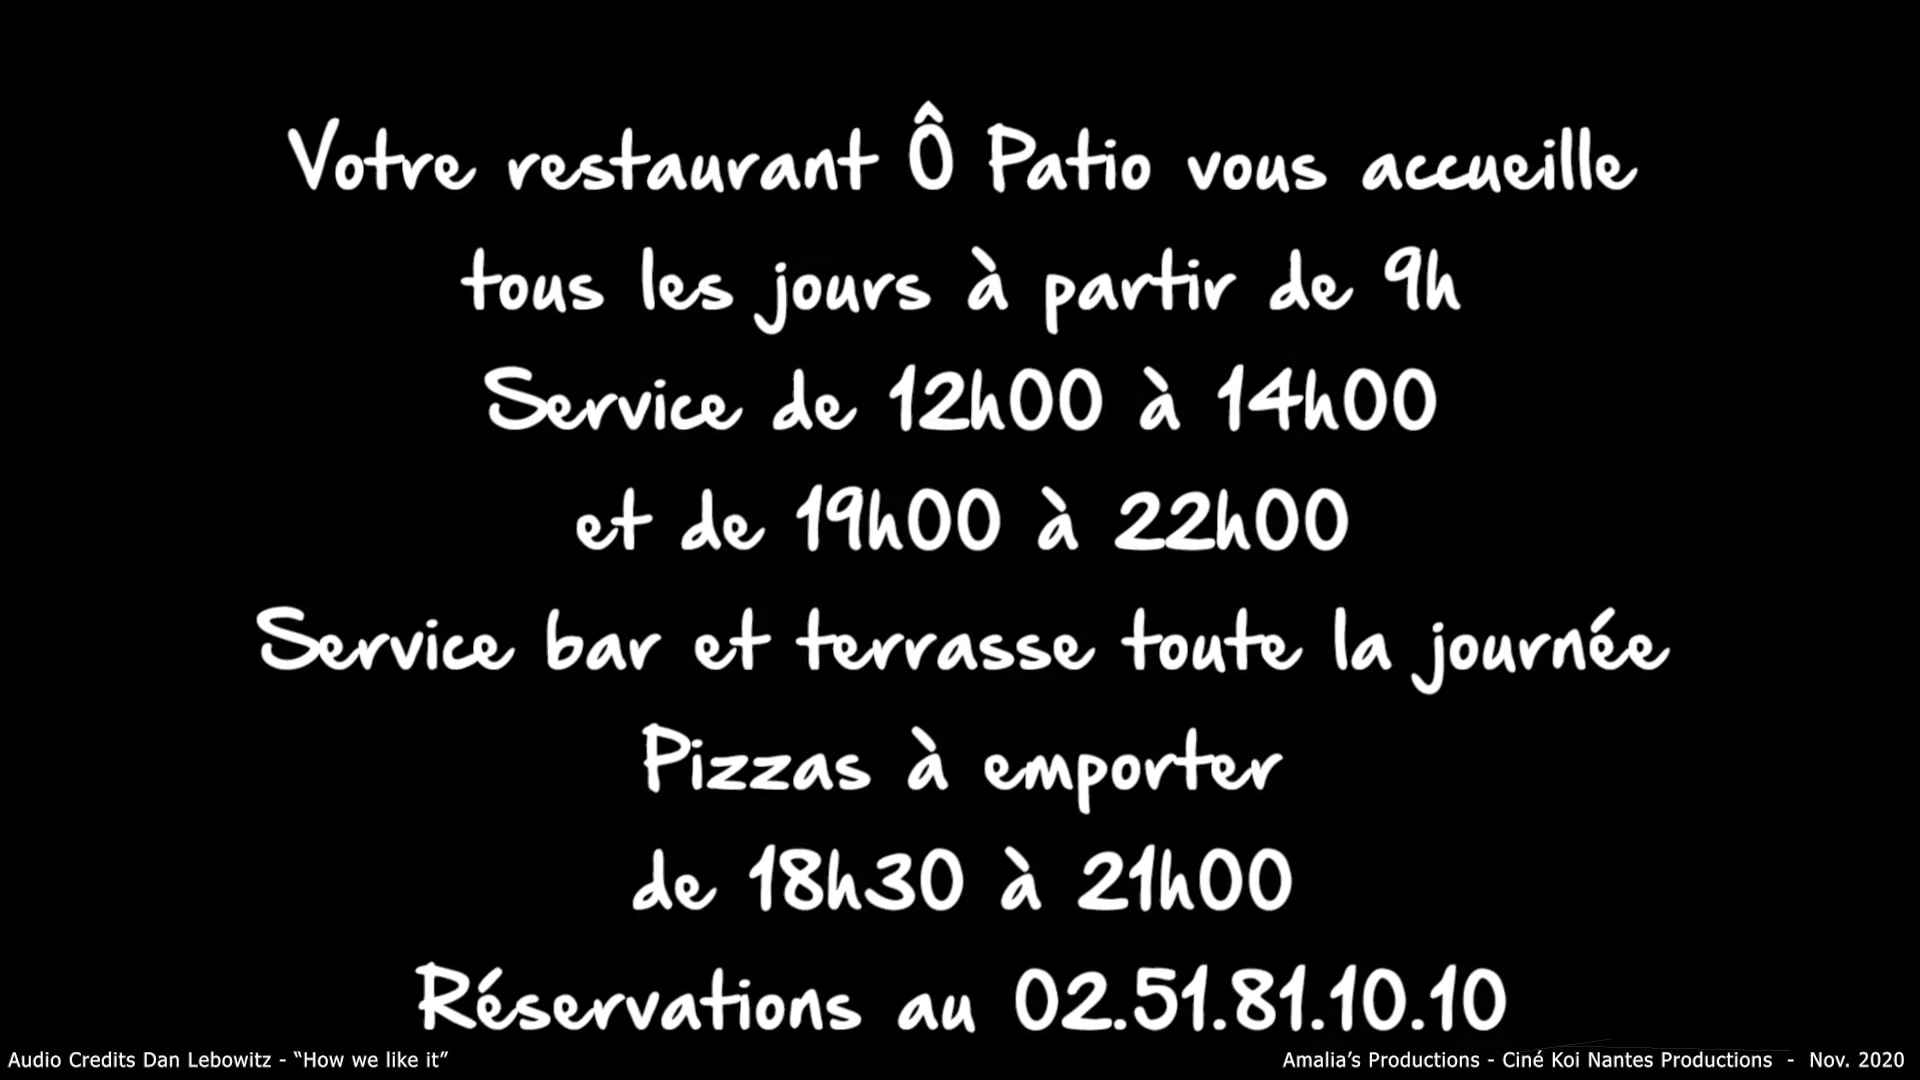 Votre restaurant Ô Patio vous accueille
tous les jours à partir de 9h
Service de 12h00 à 14h00
et de 19h00 à 22h00
Service bar et terrasse toute la journée
Pizzas à emporter
de 18h30 à 21h00
Réservations au 02.51.81.10.10
Audio Credits Dan Lebowitz - “How we like it”
Amalia’s Productions - Ciné Koi Nantes Productions - Nov. 2020